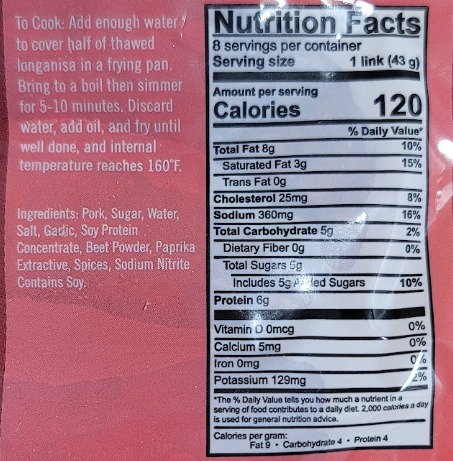 To Cook: Add enough water
to cover half of thawed
longanisa in a frying pan.
Bring to a boil then simmer
for 5-10 minutes. Discard
water, add oil, and fry until
well done, and internal
temperature reaches 160°F.
Ingredients: Pork, Sugar, Water,
Salt, Garlic, Soy Protein
Concentrate, Beet Powder, Paprika
Extractive, Spices, Sodium Nitrite
Contains Soy.
Nutrition Facts
8 servings per container
Serving size 1 link (43 g)
Amount per serving
Calories 120
% Daily Value*
Total Fat 8g 10%
Saturated Fat 3g 15%
Trans Fat 0g
Cholesterol 25mg 8%
Sodium 360mg 16%
Total Carbohydrate 5g 2%
Dietary Fiber 0g 0%
Total Sugars 5g
Includes 5g Added Sugars 10%
Protein 6g
Vitamin D 0mcg 0%
Calcium 5mg 0%
Iron 0mg 0%
Potassium 129mg 2%
*The % Daily Value tells you how much a nutrient in a
serving of food contributes to a daily diet. 2,000 calories a day
is used for general nutrition advice.
Calories per gram:
Fat 9 • Carbohydrate 4 • Protein 4